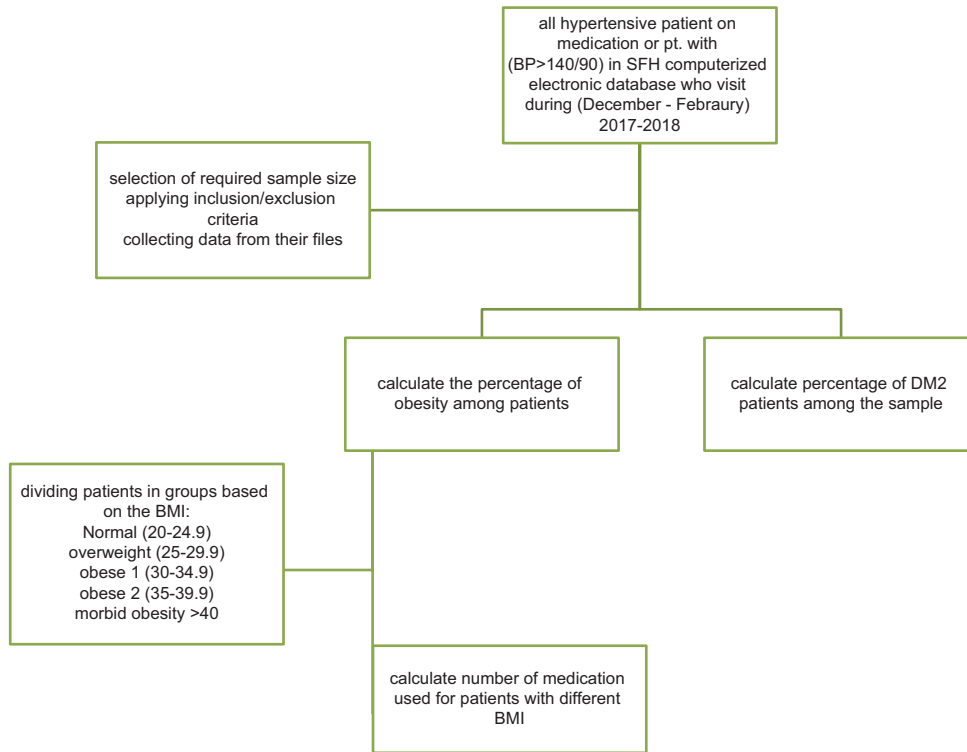 all hypertensive patient on
medication or pt. with
(BP>140/90) in SFH computerized
electronic database who visit
during (December - Febraury)
2017-2018
selection of required sample size
applying inclusion/exclusion
criteria
collecting data from their files
calculate the percentage of
obesity among patients
calculate percentage of DM2
patients among the sample
dividing patients in groups based
on the BMI:
Normal (20-24.9)
overweight (25-29.9)
obese 1 (30-34.9)
obese 2 (35-39.9)
morbid obesity >40
calculate number of medication
used for patients with different
BMI